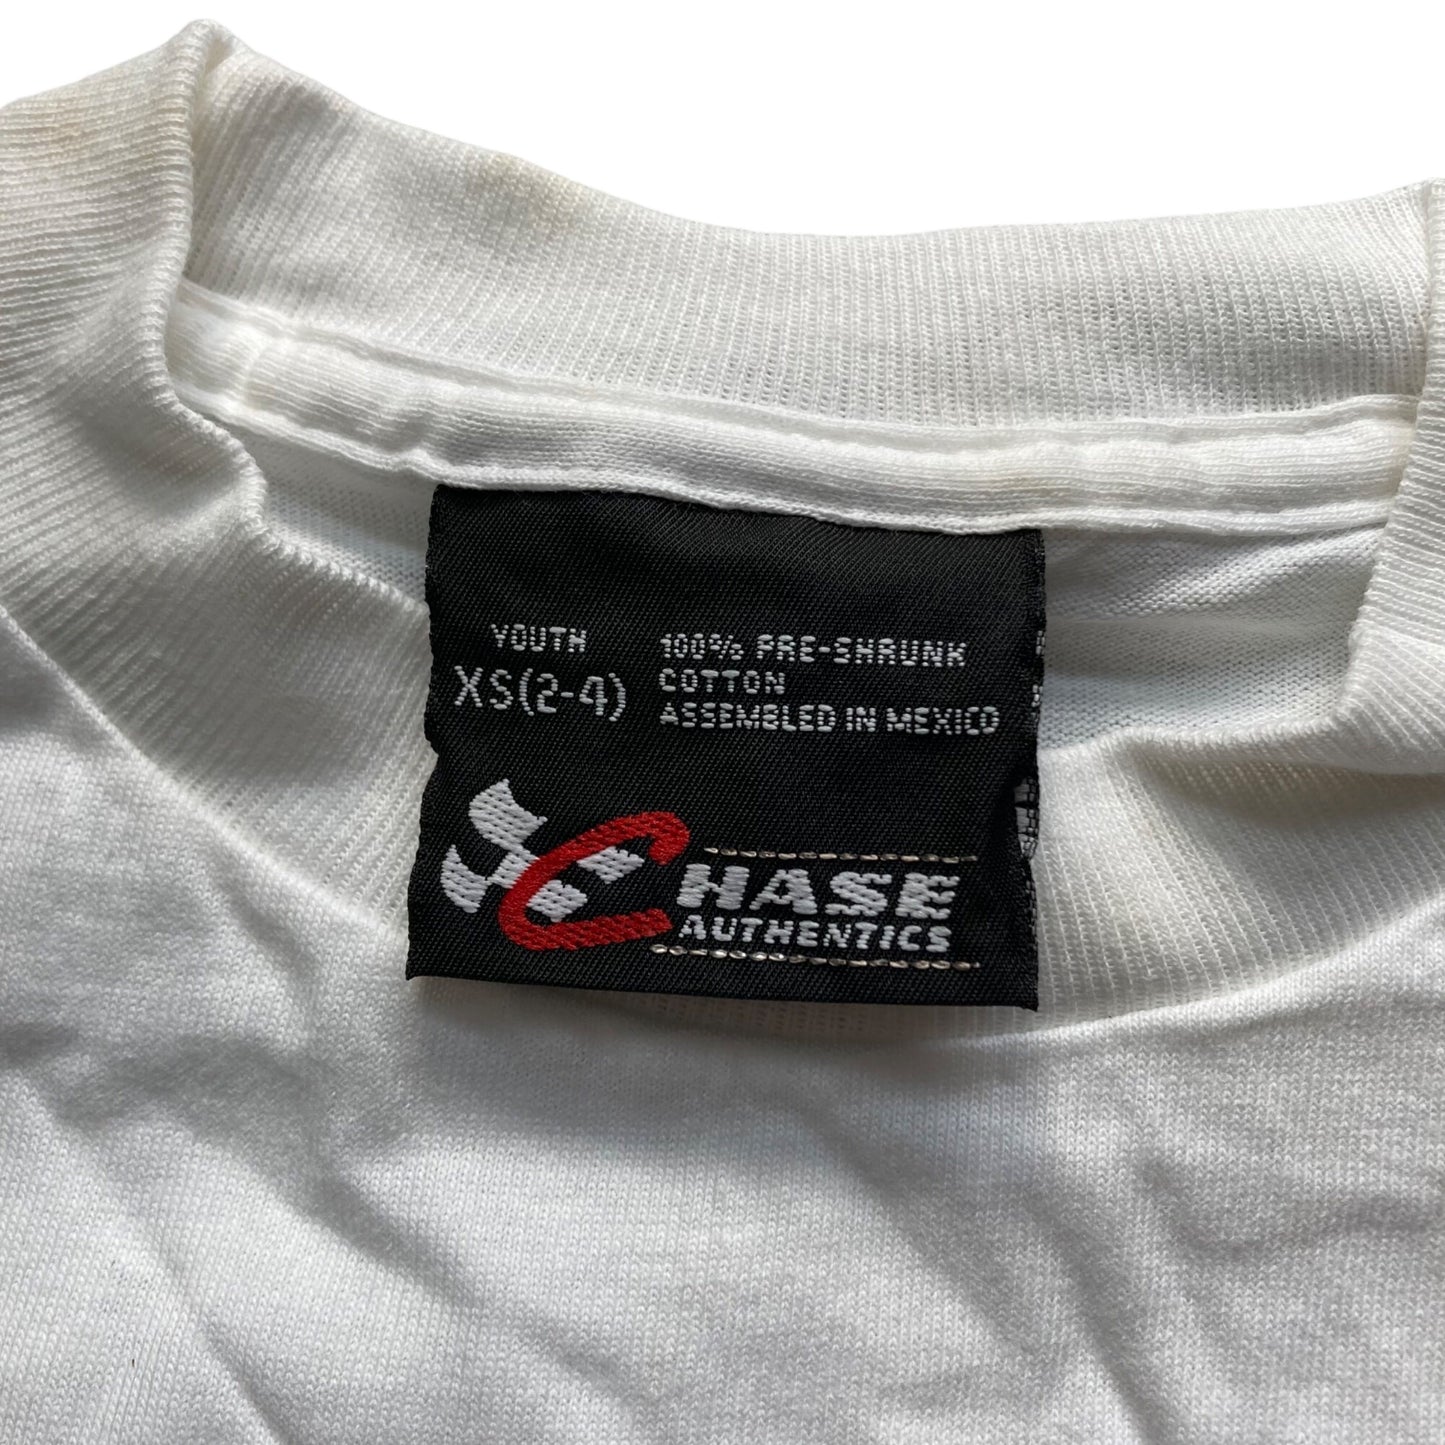 YOUTH
XS(2-4)
100% PRE-SHRUNK
COTTON
ASSEMBLED IN MEXICO
CHASE
AUTHENTICS